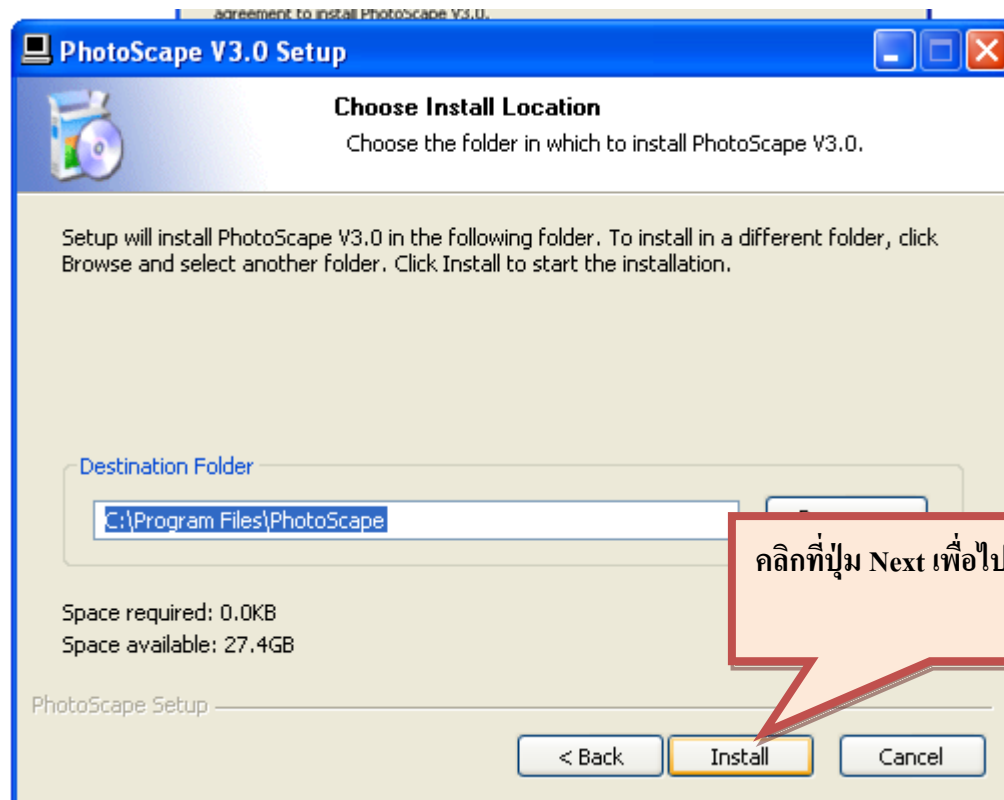 agreement to install PhotoScape V3.0.
PhotoScape V3.0 Setup
Choose Install Location
Choose the folder in which to install PhotoScape V3.0.
Setup will install PhotoScape V3.0 in the following folder. To install in a different folder, click
Browse and select another folder. Click Install to start the installation.
Destination Folder
C:\Program Files\PhotoScape
คลิกที่ปุ่ม Next เพื่อไป
Space required: 0.0KB
Space available: 27.4GB
PhotoScape Setup
< Back
Install
Cancel